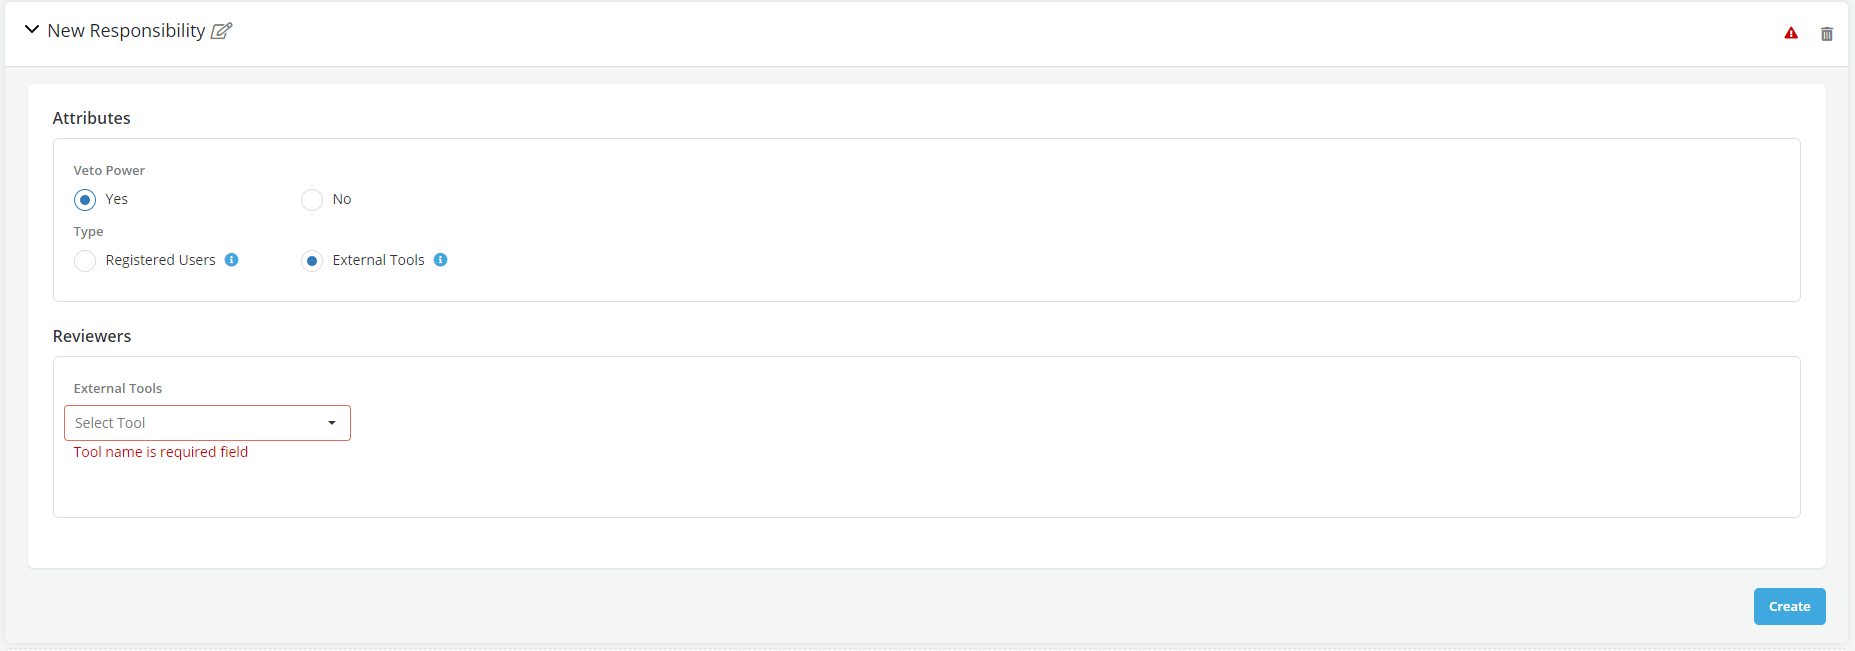 New Responsibility
Attributes
Veto Power
Yes No
Type
Registered Users External Tools
Reviewers
External Tools
Select Tool
Tool name is required field
Create